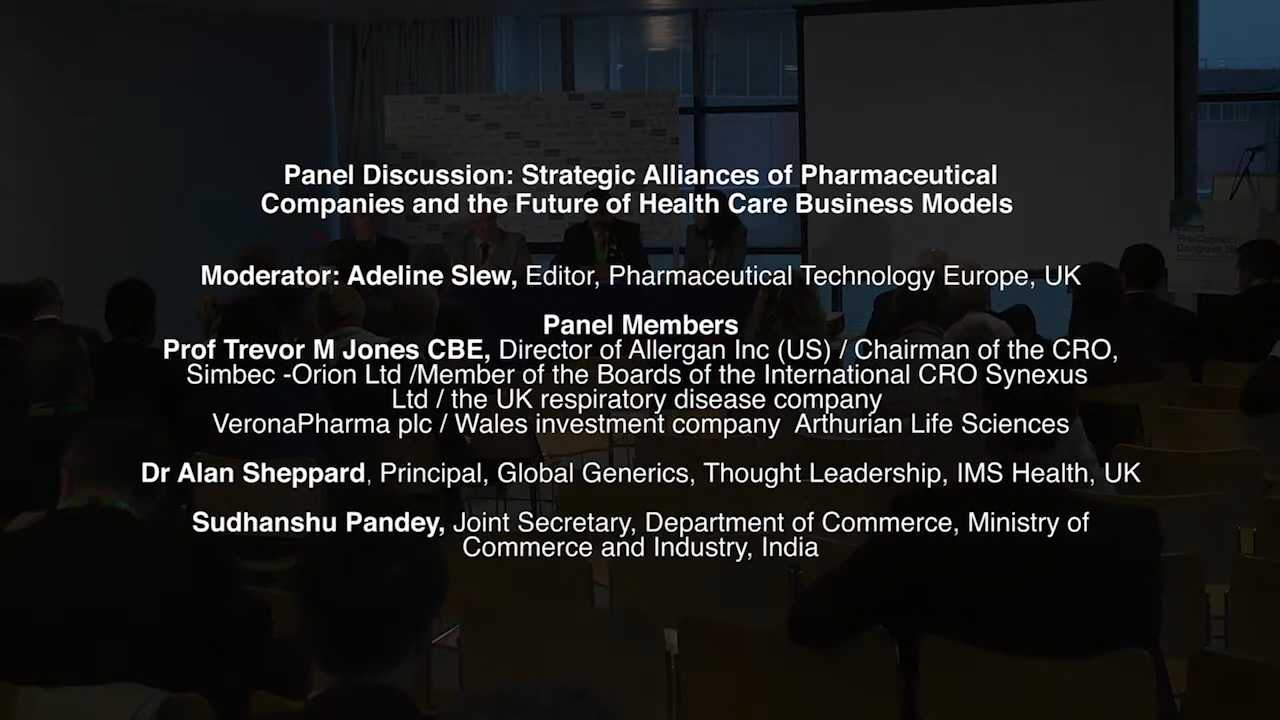 Panel Discussion: Strategic Alliances of Pharmaceutical
Companies and the Future of Health Care Business Models
Moderator: Adeline Slew, Editor, Pharmaceutical Technology Europe, UK
Panel Members
Prof Trevor M Jones CBE, Director of Allergan Inc (US) / Chairman of the CRO,
Simbec -Orion Ltd /Member of the Boards of the International CRO Synexus
Ltd / the UK respiratory disease company
VeronaPharma plc / Wales investment company Arthurian Life Sciences
Dr Alan Sheppard, Principal, Global Generics, Thought Leadership, IMS Health, UK
Sudhanshu Pandey, Joint Secretary, Department of Commerce, Ministry of
Commerce and Industry, India